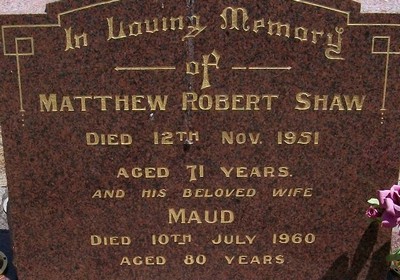 In Loving Memory
of
MATTHEW ROBERT SHAW
DIED 12TH NOV. 1951
AGED 71 YEARS.
AND HIS BELOVED WIFE
MAUD
DIED 10TH JULY 1960
AGED 80 YEARS